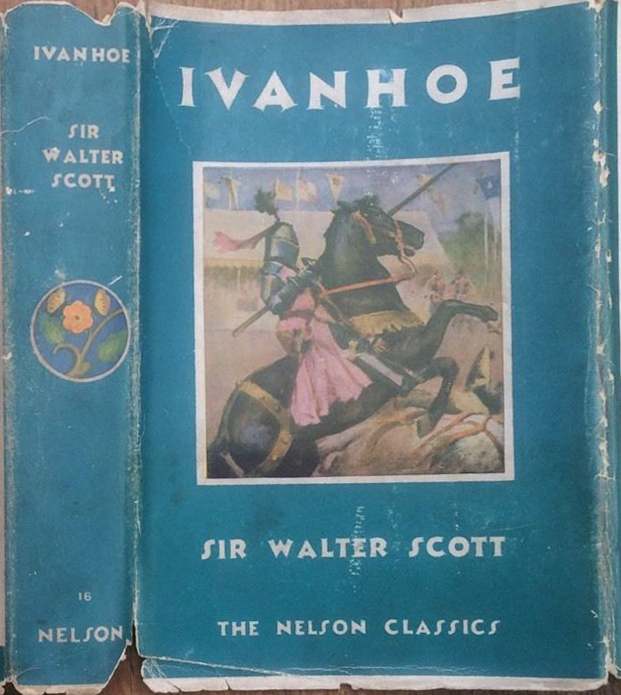 IVANHOE
SIR
WALTER
SCOTT
16
NELSON
IVANHOE
SIR WALTER SCOTT
THE NELSON CLASSICS